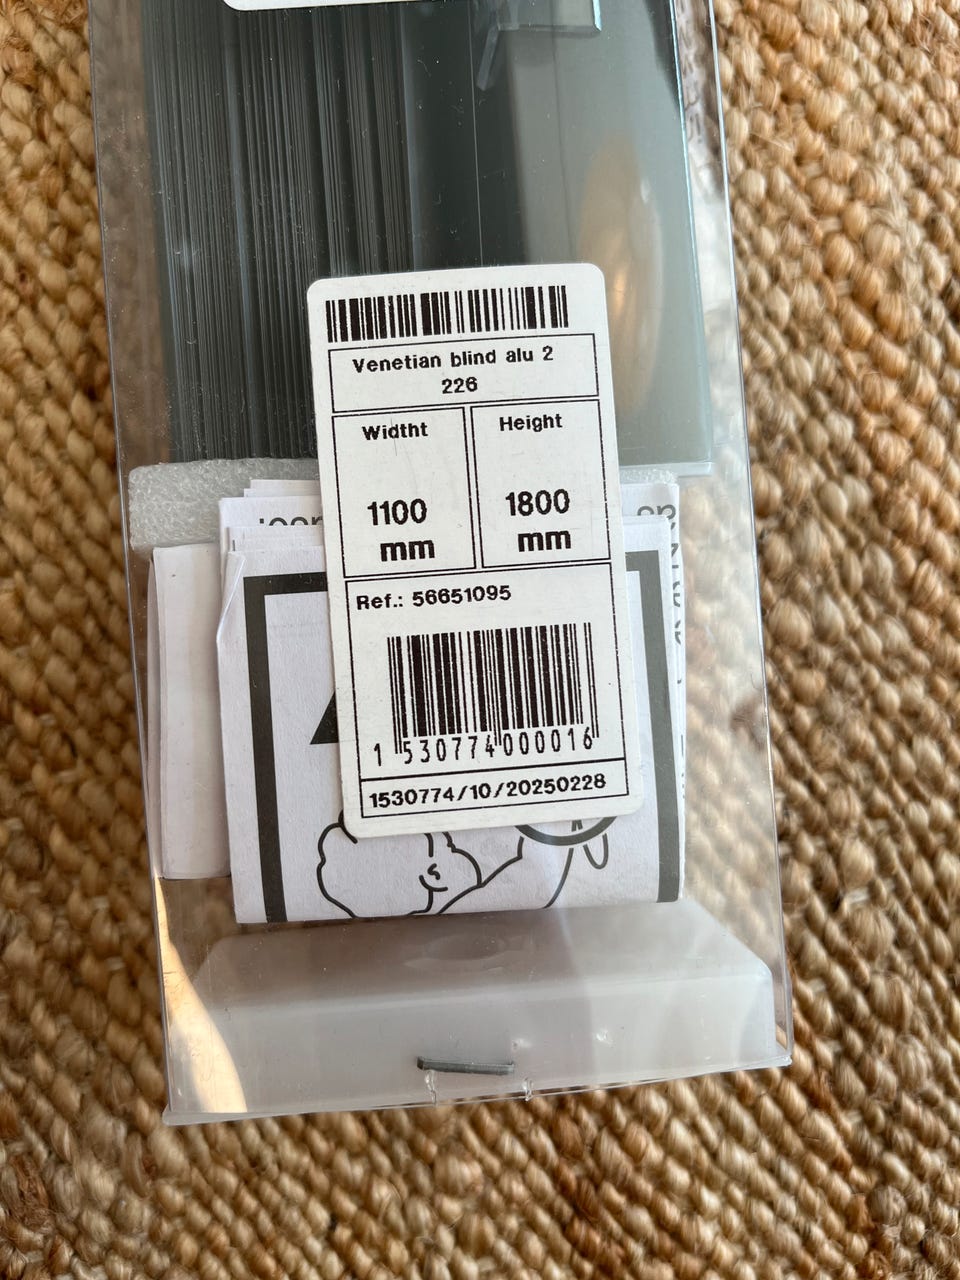 Venetian blind alu 2
226
Widtht
Height
1100
mm
1800
mm
Ref.: 56651095
1 530774 000016
1530774/10/20250228